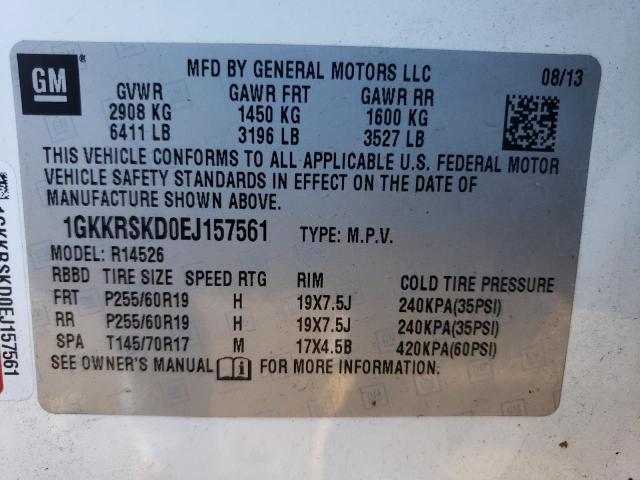 GM
MFD BY GENERAL MOTORS LLC 08/13
GVWR GAWR FRT GAWR RR
2908 KG 1450 KG 1600 KG
6411 LB 3196 LB 3527 LB
THIS VEHICLE CONFORMS TO ALL APPLICABLE U.S. FEDERAL MOTOR
VEHICLE SAFETY STANDARDS IN EFFECT ON THE DATE OF
MANUFACTURE SHOWN ABOVE.
1GKKRSKD0EJ157561 TYPE: M.P.V.
MODEL: R14526
RBBD TIRE SIZE SPEED RTG RIM COLD TIRE PRESSURE
FRT P255/60R19 H 19X7.5J 240KPA(35PSI)
RR P255/60R19 H 19X7.5J 240KPA(35PSI)
SPA T145/70R17 M 17X4.5B 420KPA(60PSI)
SEE OWNER'S MANUAL i FOR MORE INFORMATION.
1GKKRSKD0EJ157561